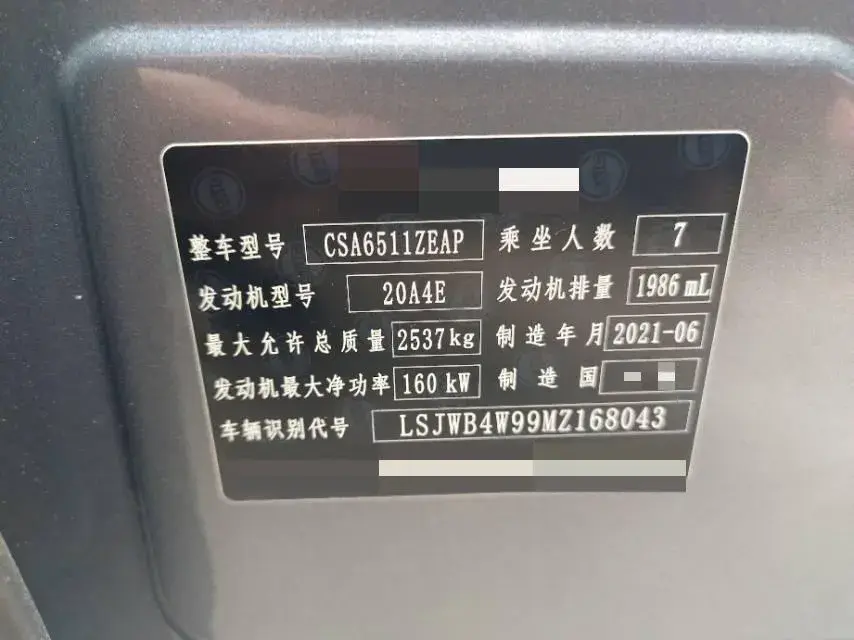 整车型号 CSA6511ZEAP 乘坐人数 7
发动机型号 20A4E 发动机排量 1986 mL
最大允许总质量 2537kg 制造年月 2021-06
发动机最大净功率 160 kW 制造国
车辆识别代号 LSJWB4W99MZ168043